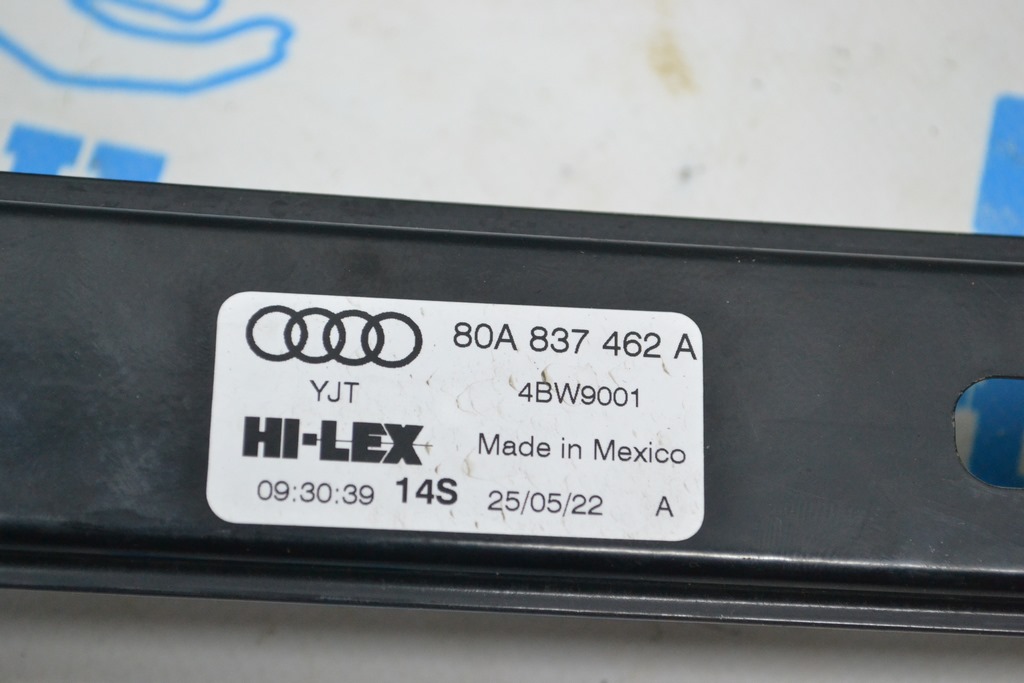 80A 837 462 A
YJT 4BW9001
HI-LEX Made in Mexico
09:30:39 14S 25/05/22 A